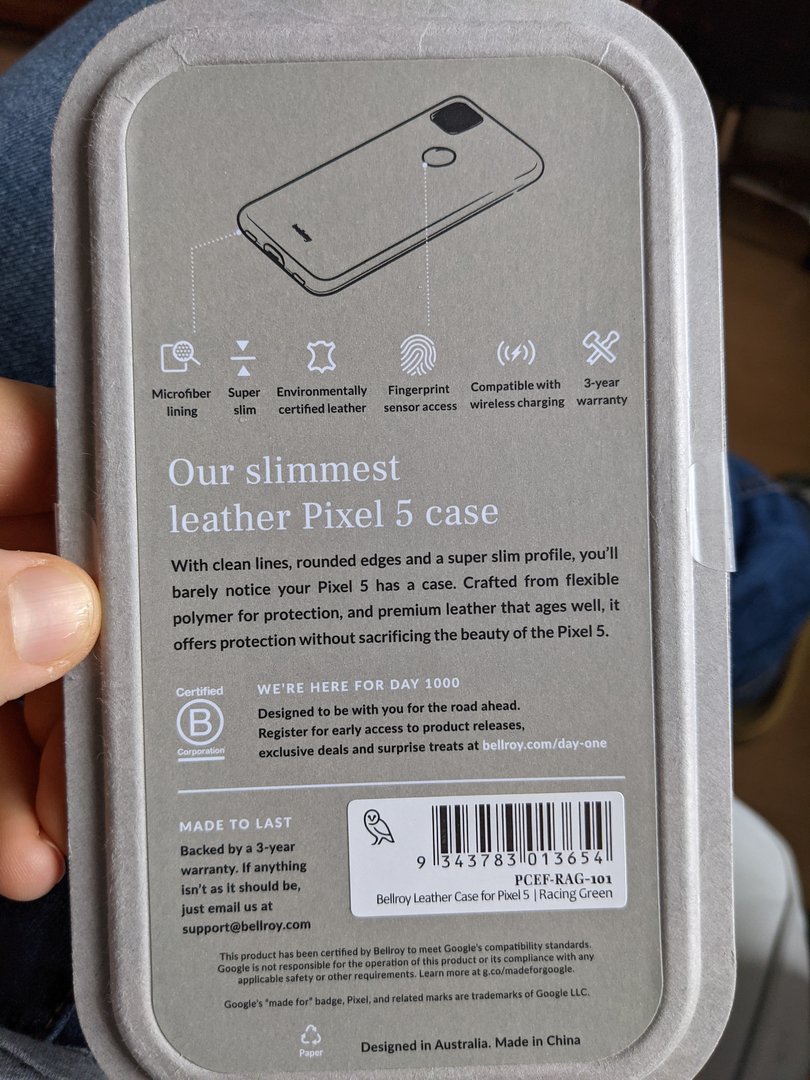 bellroy
Microfiber
lining
Super
slim
Environmentally
certified leather
Fingerprint
sensor access
Compatible with
wireless charging
3-year
warranty
Our slimmest
leather Pixel 5 case
With clean lines, rounded edges and a super slim profile, you'll
barely notice your Pixel 5 has a case. Crafted from flexible
polymer for protection, and premium leather that ages well, it
offers protection without sacrificing the beauty of the Pixel 5.
Certified
B
Corporation
WE'RE HERE FOR DAY 1000
Designed to be with you for the road ahead.
Register for early access to product releases,
exclusive deals and surprise treats at bellroy.com/day-one
MADE TO LAST
Backed by a 3-year
warranty. If anything
isn't as it should be,
just email us at
support@bellroy.com
9 343783 013654
PCEF-RAG-101
Bellroy Leather Case for Pixel 5 | Racing Green
This product has been certified by Bellroy to meet Google's compatibility standards.
Google is not responsible for the operation of this product or its compliance with any
applicable safety or other requirements. Learn more at g.co/madeforgoogle.
Google's "made for" badge, Pixel, and related marks are trademarks of Google LLC.
Paper
Designed in Australia. Made in China